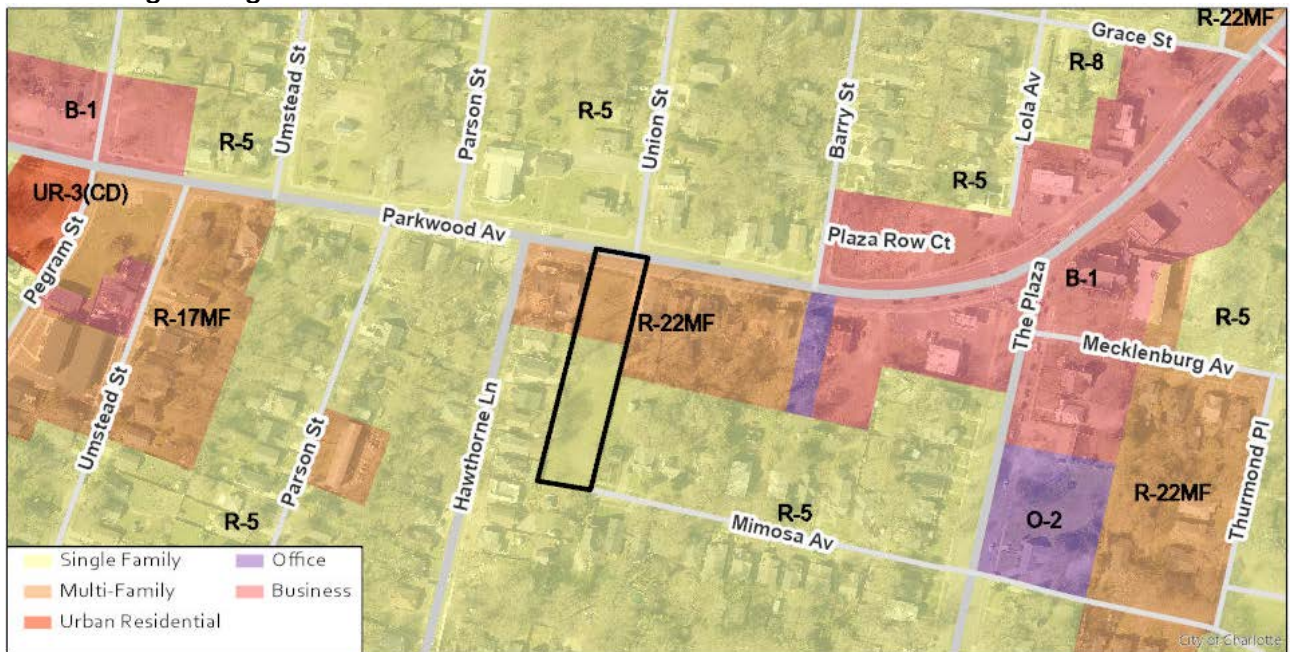 R-22MF
Grace St
R-8
Umstead St
Parson St
R-5
Union St
Barry St
Lola Av
B-1
R-5
R-5
UR-3(CD)
Pegram St
Parkwood Av
Plaza Row Ct
B-1
R-17MF
R-22MF
The Plaza
R-5
Mecklenburg Av
Umstead St
Parson St
Hawthorne Ln
R-22MF
Thurmond Pl
R-5
R-5
Mimosa Av
O-2
Single Family
Office
Multi-Family
Business
Urban Residential
City of Charlotte